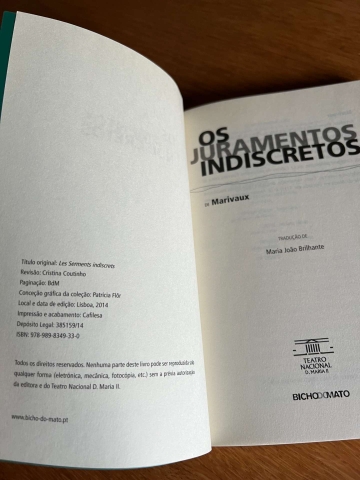 Título original: Les Serments indiscrets
Revisão: Cristina Coutinho
Paginação: BdM
Conceção gráfica da coleção: Patrícia Flôr
Local e data de edição: Lisboa, 2014
Impressão e acabamento: Cafilesa
Depósito Legal: 385159/14
ISBN: 978-989-8349-33-0
Todos os direitos reservados. Nenhuma parte deste livro pode ser reproduzida de
qualquer forma (eletrónica, mecânica, fotocópia, etc.) sem a prévia autorização
da editora e do Teatro Nacional D. Maria II.
www.bicho-do-mato.pt
OS
JURAMENTOS
INDISCRETOS
DE Marivaux
TRADUÇÃO DE
Maria João Brilhante
TEATRO
NACIONAL
D. MARIA II
BICHODOMATO